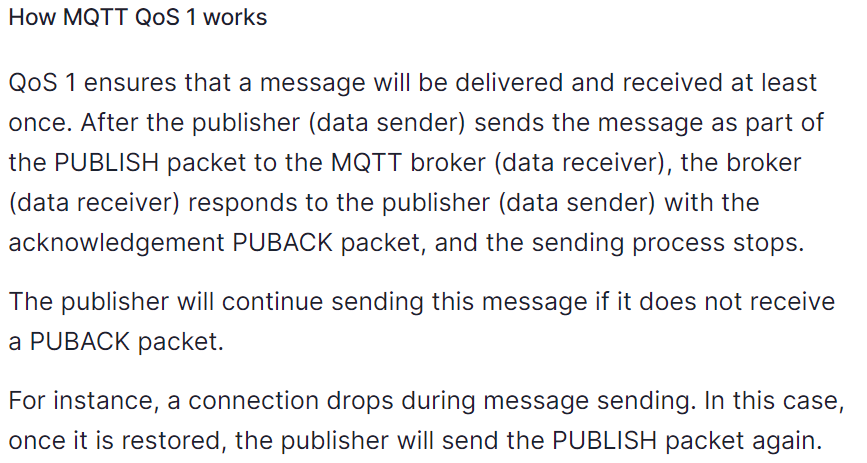 How MQTT QoS 1 works
QoS 1 ensures that a message will be delivered and received at least
once. After the publisher (data sender) sends the message as part of
the PUBLISH packet to the MQTT broker (data receiver), the broker
(data receiver) responds to the publisher (data sender) with the
acknowledgement PUBACK packet, and the sending process stops.
The publisher will continue sending this message if it does not receive
a PUBACK packet.
For instance, a connection drops during message sending. In this case,
once it is restored, the publisher will send the PUBLISH packet again.